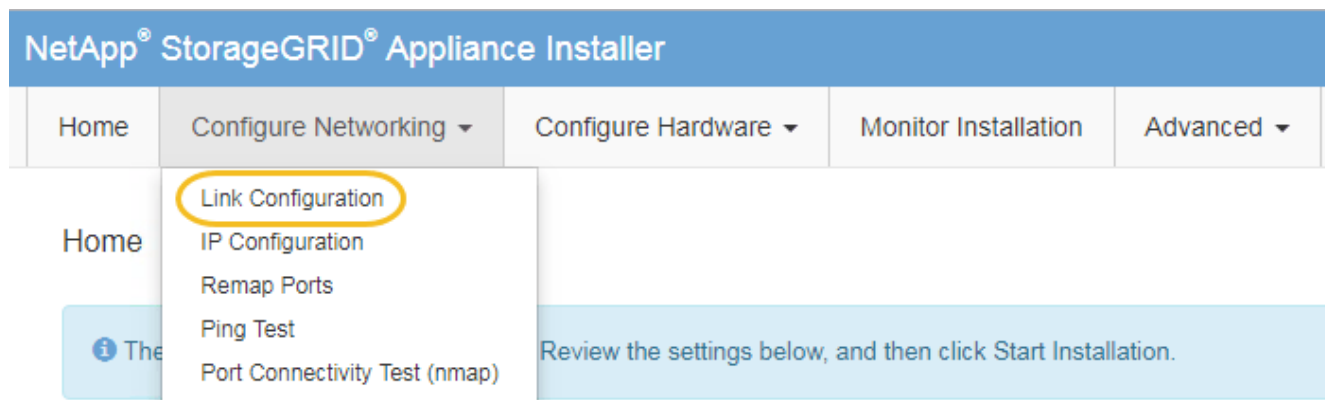 NetApp® StorageGRID® Appliance Installer
Home Configure Networking Configure Hardware Monitor Installation Advanced
Link Configuration
Home IP Configuration
Remap Ports
Ping Test
The Review the settings below, and then click Start Installation.
Port Connectivity Test (nmap)